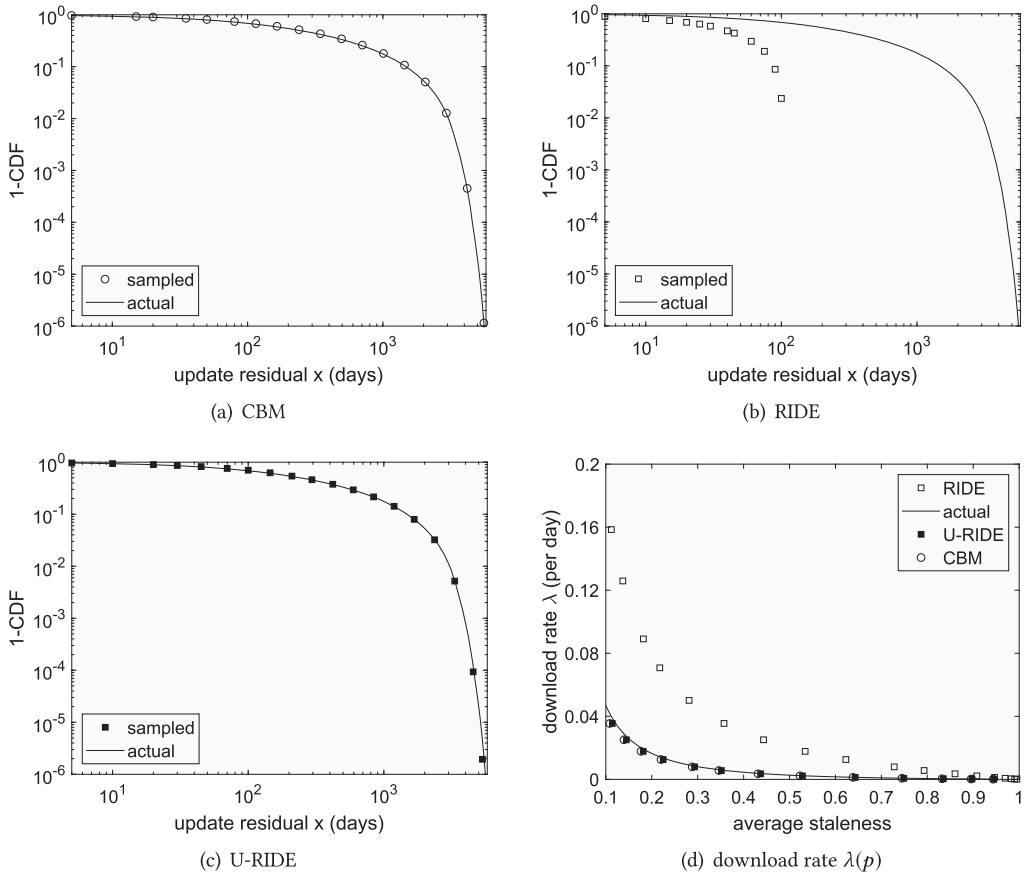 10^0
10^-1
10^-2
10^-3
10^-4
10^-5
10^-6
1-CDF
sampled
actual
10^1
10^2
10^3
update residual x (days)
(a) CBM
10^0
10^-1
10^-2
10^-3
10^-4
10^-5
10^-6
1-CDF
sampled
actual
10^1
10^2
10^3
update residual x (days)
(b) RIDE
10^0
10^-1
10^-2
10^-3
10^-4
10^-5
10^-6
1-CDF
sampled
actual
10^1
10^2
10^3
update residual x (days)
(c) U-RIDE
0.2
0.16
0.12
0.08
0.04
0
download rate λ (per day)
RIDE
actual
U-RIDE
CBM
0.1 0.2 0.3 0.4 0.5 0.6 0.7 0.8 0.9 1
average staleness
(d) download rate λ(p)